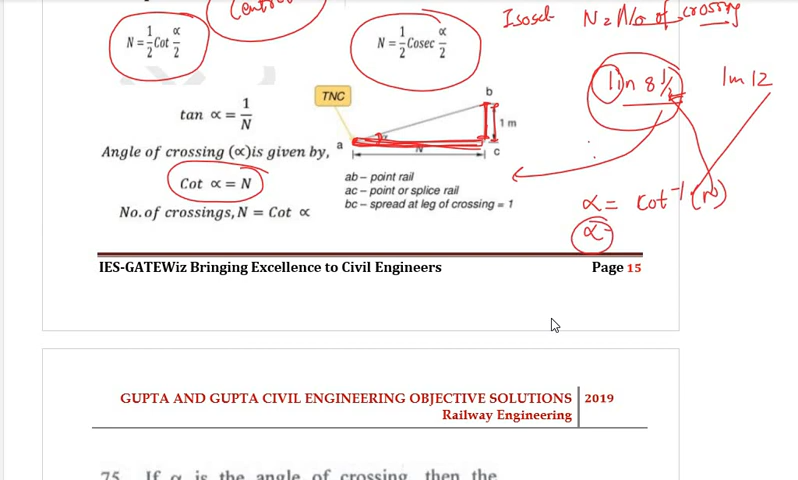 Isosel N = No. of crossing
N = 1/2 Cot ∝/2
N = 1/2 Cosec ∝/2
1 in 8 1/2
1 in 12
TNC
b
tan ∝ = 1/N
1 m
a
∝
N
c
Angle of crossing (∝)is given by,
Cot ∝ = N
ab – point rail
ac – point or splice rail
bc – spread at leg of crossing = 1
∝ = Cot⁻¹ (N)
No. of crossings, N = Cot ∝
∝
IES-GATEWiz Bringing Excellence to Civil Engineers Page 15
GUPTA AND GUPTA CIVIL ENGINEERING OBJECTIVE SOLUTIONS 2019
Railway Engineering
75. If α is the angle of crossing, then the